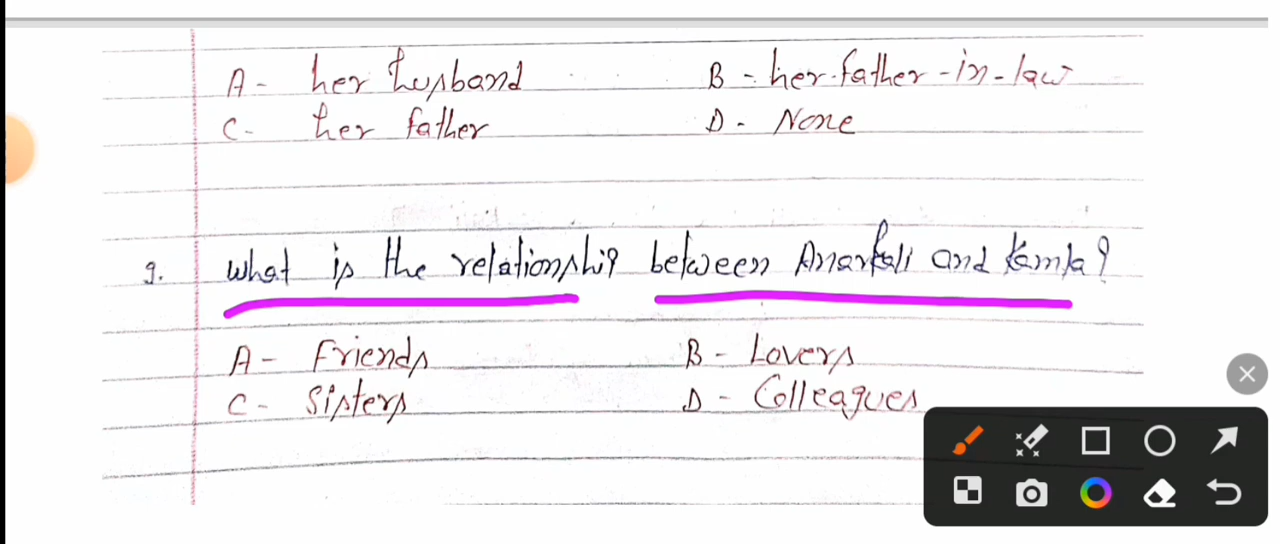 A - her husband B - her father-in-law
C - her father D - None
9. What is the relationship between Anarkali and Kamla?
A - Friends B - Lovers
C - Sisters D - Colleagues